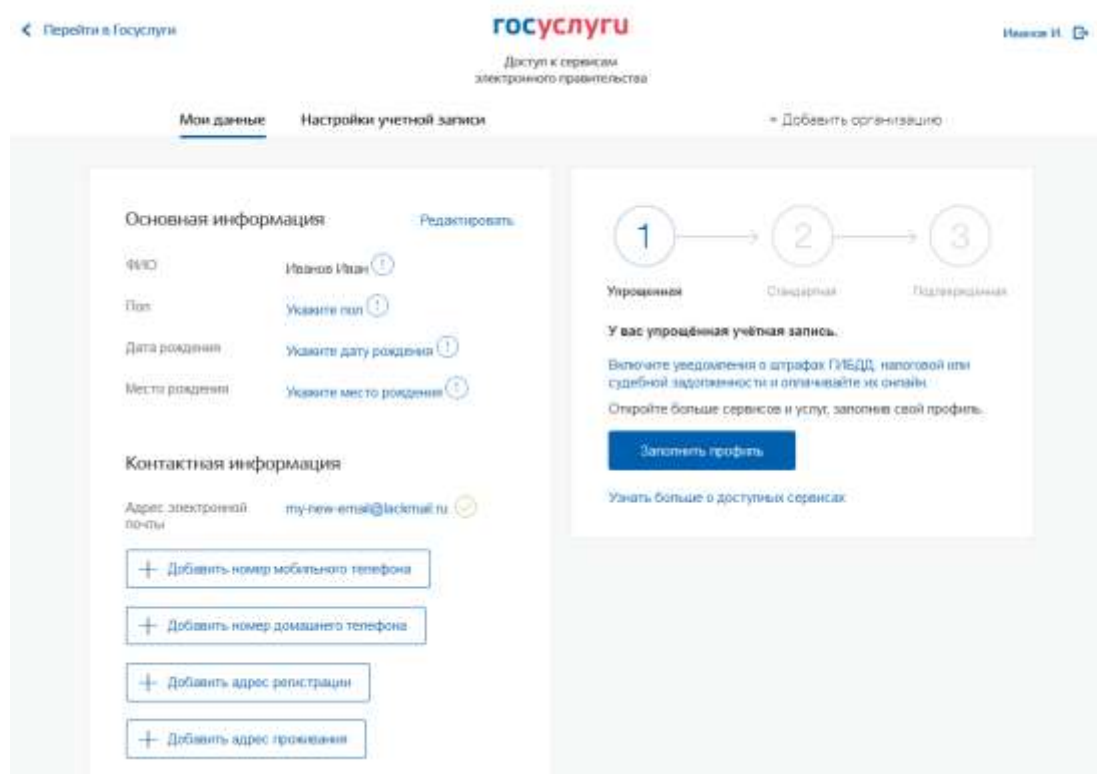 Перейти в Госуслуги
госуслуги
Иванов И.
Доступ к сервисам
электронного правительства
Мои данные
Настройки учетной записи
+ Добавить организацию
Основная информация
Редактировать
ФИО
Иванов Иван
Пол
Укажите пол
Дата рождения
Укажите дату рождения
Место рождения
Укажите место рождения
Контактная информация
Адрес электронной
почты
my-new-email@lackmail.ru
+ Добавить номер мобильного телефона
+ Добавить номер домашнего телефона
+ Добавить адрес регистрации
+ Добавить адрес проживания
1
2
3
Упрощенная
Стандартная
Подтвержденная
У вас упрощённая учётная запись.
Включите уведомления о штрафах ГИБДД, налоговой или
судебной задолженности и оплачивайте их онлайн.
Откройте больше сервисов и услуг, заполнив свой профиль.
Заполнить профиль
Узнать больше о доступных сервисах